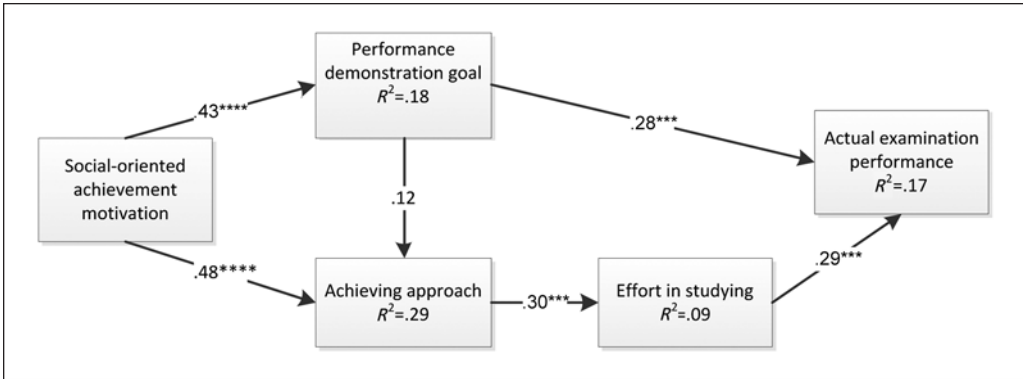 Performance
demonstration goal
R²=.18
.43****
.28***
Actual examination
performance
R²=.17
Social-oriented
achievement
motivation
.12
.48****
Achieving approach
R²=.29
.30***
Effort in studying
R²=.09
.29***